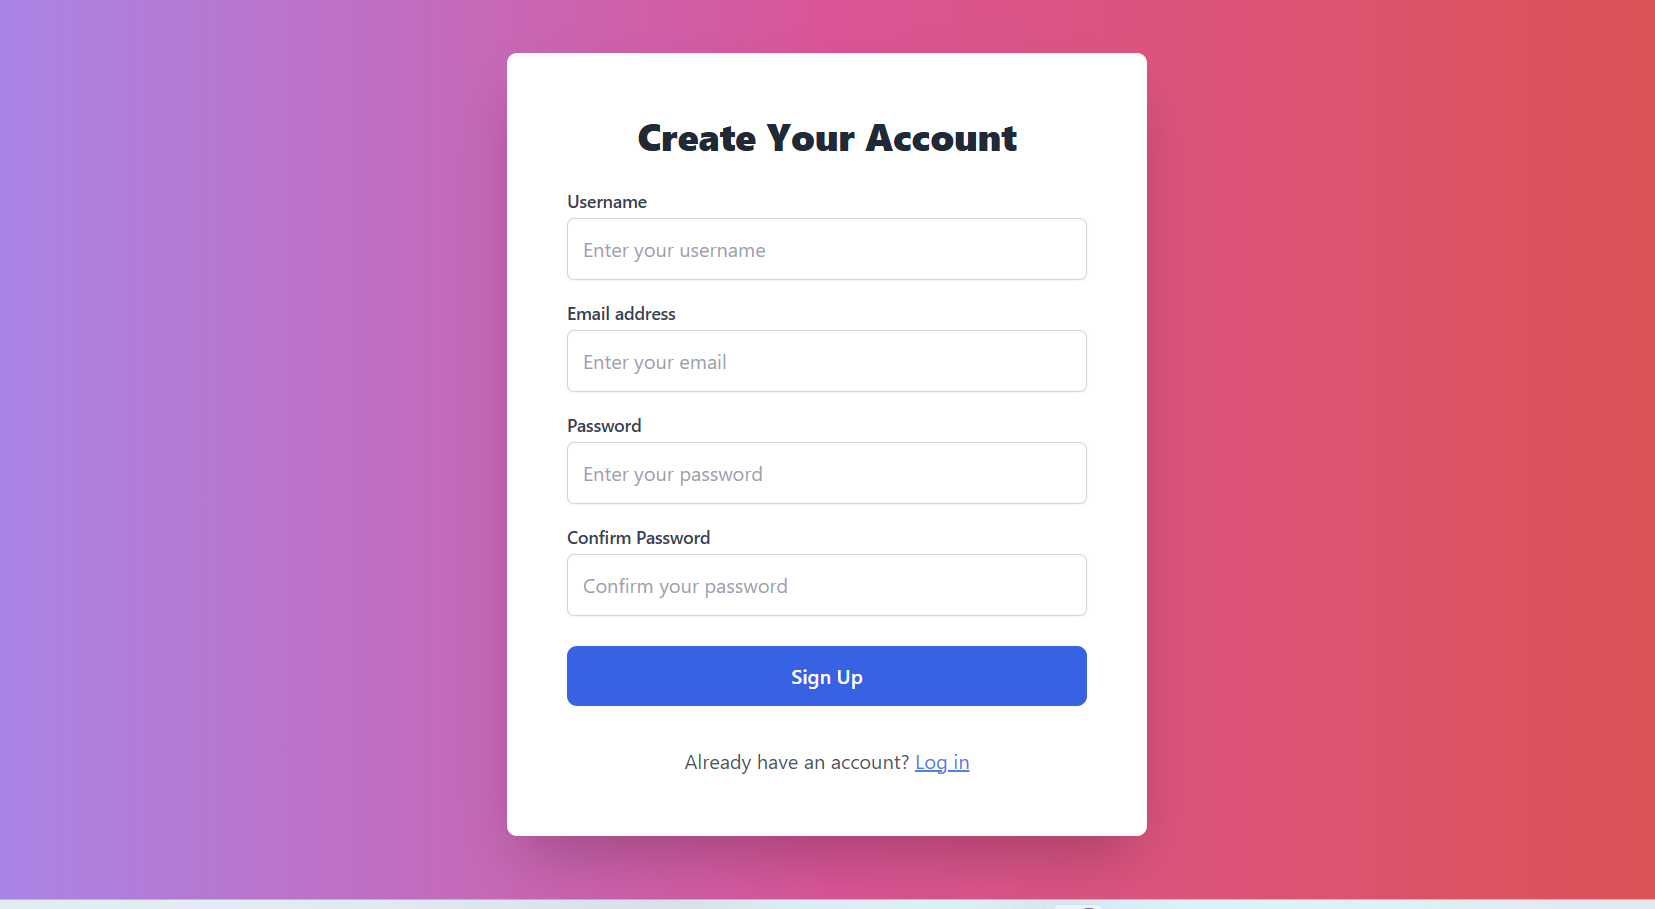 Create Your Account
Username
Enter your username
Email address
Enter your email
Password
Enter your password
Confirm Password
Confirm your password
Sign Up
Already have an account? Log in